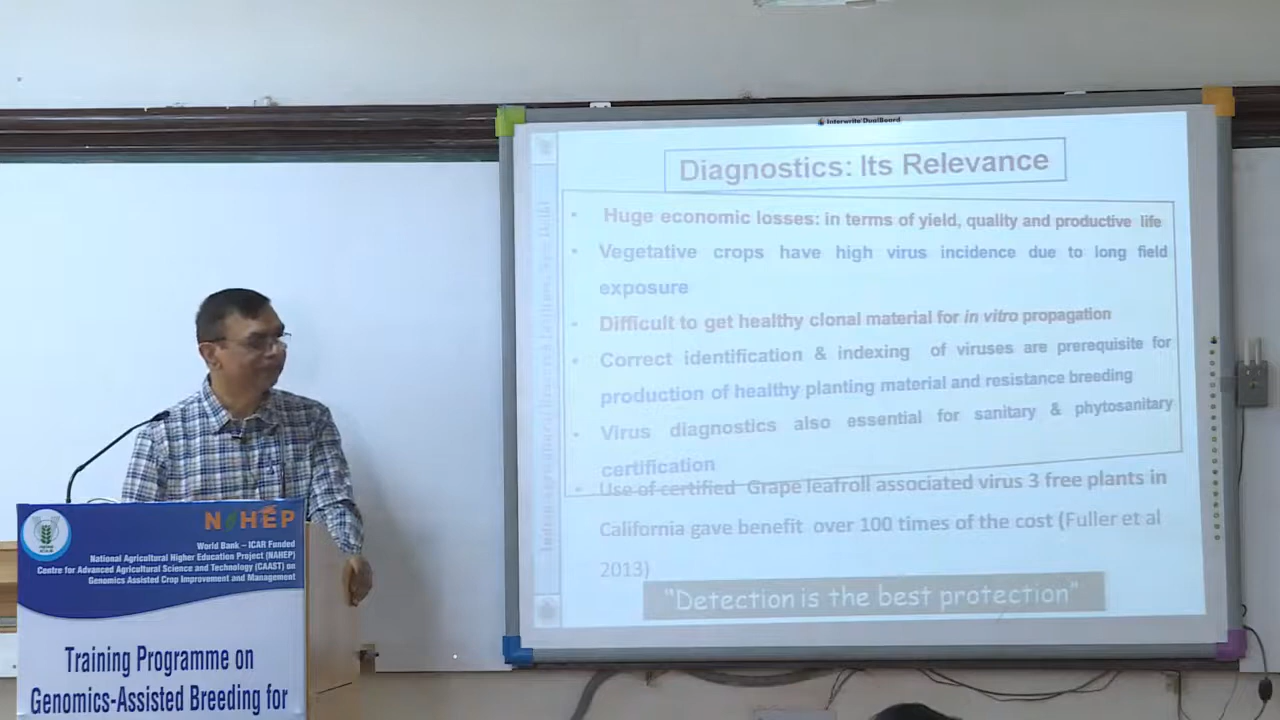 Interwrite DualBoard
Diagnostics: Its Relevance
• Huge economic losses: in terms of yield, quality and productive life
• Vegetative crops have high virus incidence due to long field
exposure
• Difficult to get healthy clonal material for in vitro propagation
• Correct identification & indexing of viruses are prerequisite for
production of healthy planting material and resistance breeding
• Virus diagnostics also essential for sanitary & phytosanitary
certification
• Use of certified Grape leafroll associated virus 3 free plants in
California gave benefit over 100 times of the cost (Fuller et al
2013)
“Detection is the best protection”
NAHEP
World Bank – ICAR Funded
National Agricultural Higher Education Project (NAHEP)
Centre for Advanced Agricultural Science and Technology (CAAST) on
Genomics Assisted Crop Improvement and Management
Training Programme on
Genomics-Assisted Breeding for